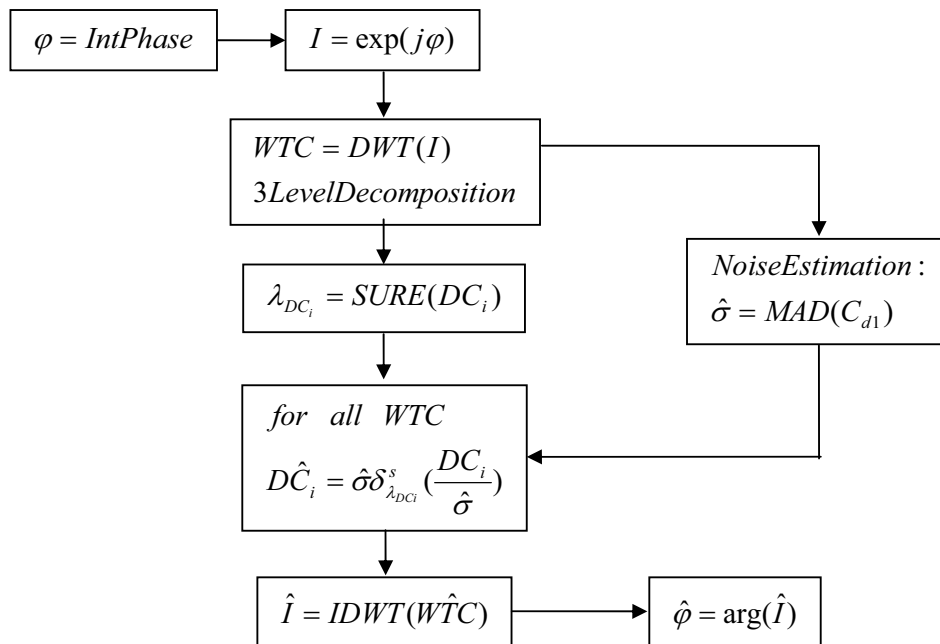 φ = IntPhase
I = exp(jφ)
WTC = DWT(I)
3LevelDecomposition
NoiseEstimation:
σ̂ = MAD(C_{d1})
λ_{DC_i} = SURE(DC_i)
for all WTC
DĈ_i = σ̂δ^s_{λ_{DCi}}(DC_i/σ̂)
Î = IDWT(WT̂C)
φ̂ = arg(Î)